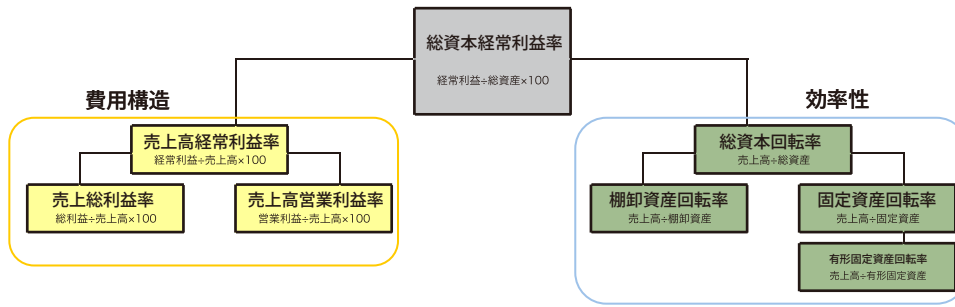 総資本経常利益率
経常利益÷総資産×100
費用構造
売上高経常利益率
経常利益÷売上高×100
売上総利益率
総利益÷売上高×100
売上高営業利益率
営業利益÷売上高×100
効率性
総資本回転率
売上高÷総資産
棚卸資産回転率
売上高÷棚卸資産
固定資産回転率
売上高÷固定資産
有形固定資産回転率
売上高÷有形固定資産